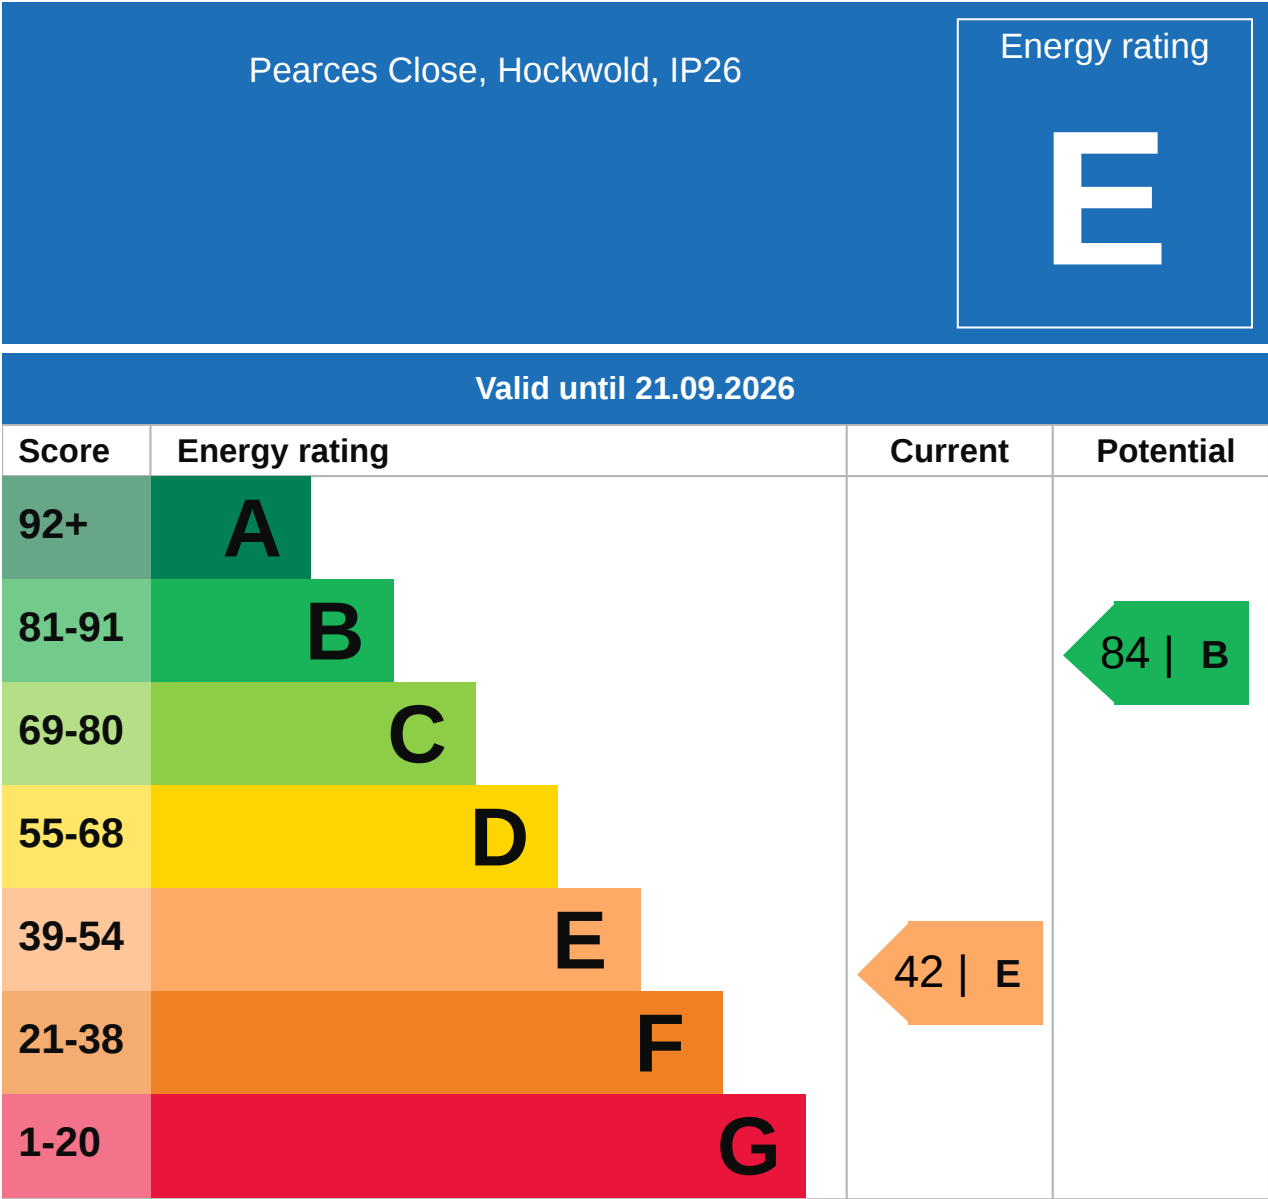 Pearces Close, Hockwold, IP26
Energy rating
E
Valid until 21.09.2026
Score Energy rating Current Potential
92+ A
81-91 B
84 | B
69-80 C
55-68 D
39-54 E
42 | E
21-38 F
1-20 G